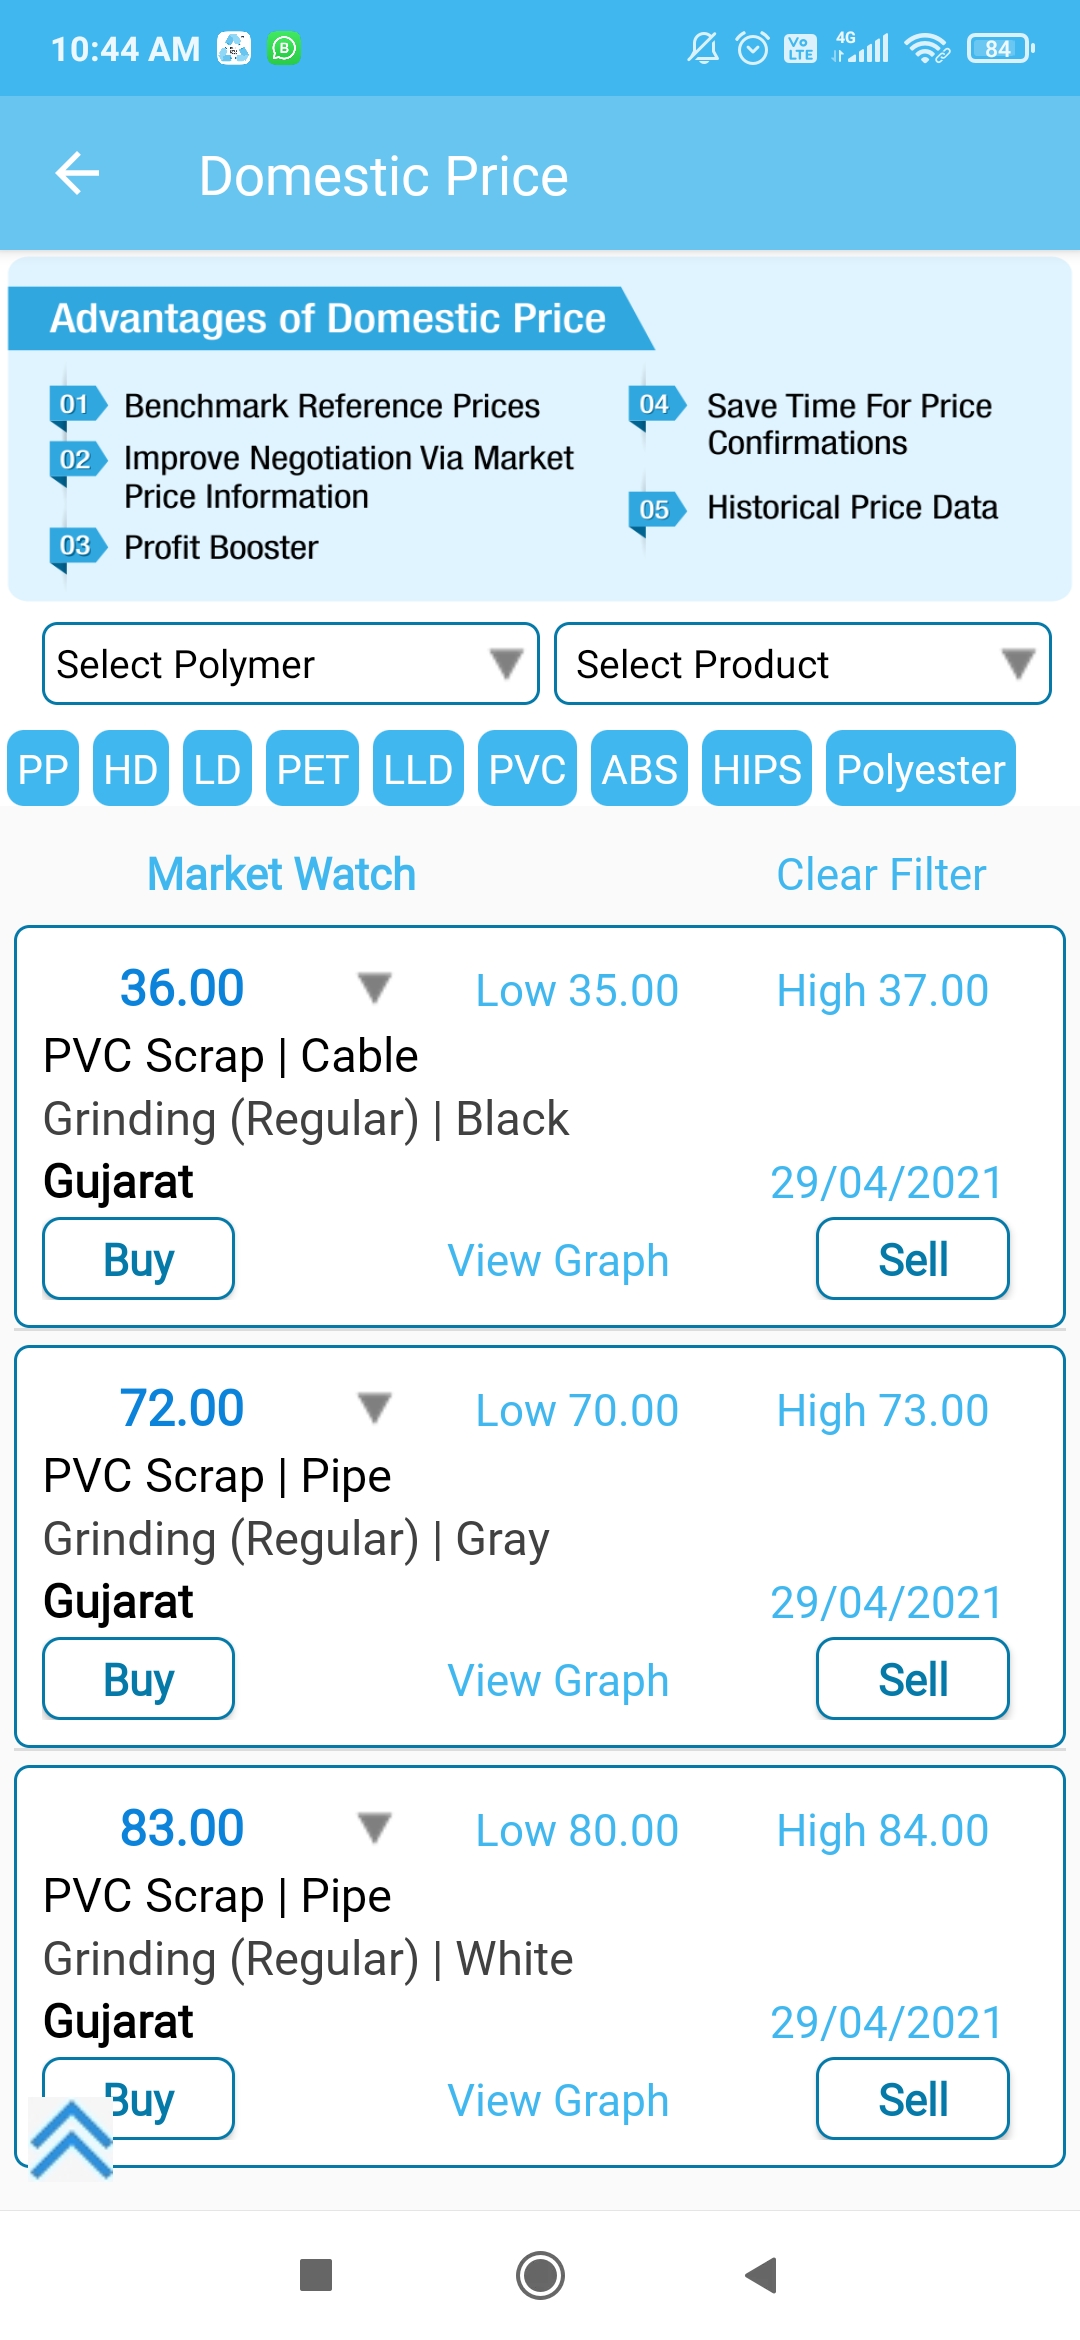 10:44 AM
4G
Vo LTE
84
Domestic Price
Advantages of Domestic Price
01 Benchmark Reference Prices
02 Improve Negotiation Via Market
Price Information
03 Profit Booster
04 Save Time For Price
Confirmations
05 Historical Price Data
Select Polymer
Select Product
PP HD LD PET LLD PVC ABS HIPS Polyester
Market Watch Clear Filter
36.00 Low 35.00 High 37.00
PVC Scrap | Cable
Grinding (Regular) | Black
Gujarat 29/04/2021
Buy View Graph Sell
72.00 Low 70.00 High 73.00
PVC Scrap | Pipe
Grinding (Regular) | Gray
Gujarat 29/04/2021
Buy View Graph Sell
83.00 Low 80.00 High 84.00
PVC Scrap | Pipe
Grinding (Regular) | White
Gujarat 29/04/2021
Buy View Graph Sell